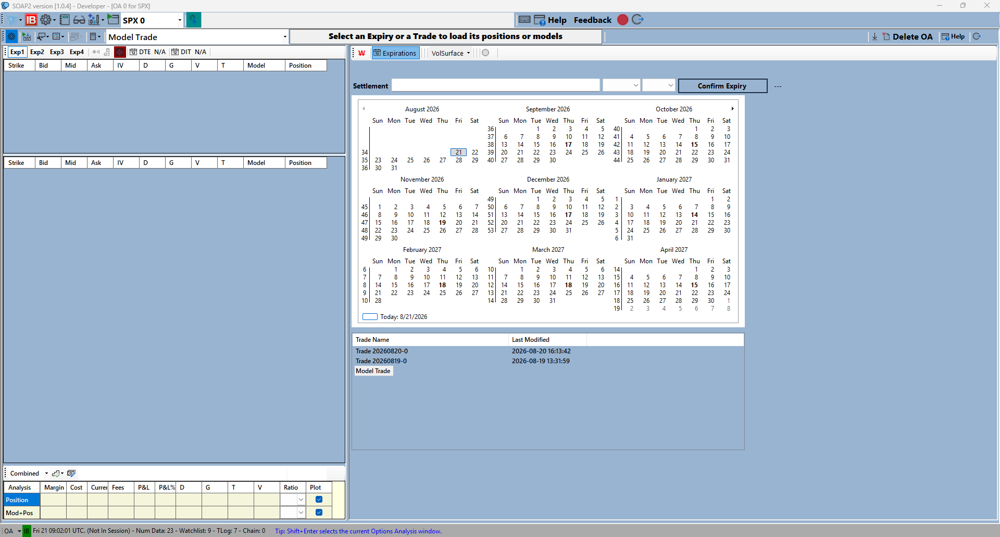 SOAP2 version [1.0.4] - Developer - [OA 0 for SPX]
IB SPX 0 Help Feedback
Model Trade Select an Expiry or a Trade to load its positions or models Delete OA Help
Exp1 Exp2 Exp3 Exp4 DTE N/A DIT N/A
Strike Bid Mid Ask IV D G V T Model Position
Strike Bid Mid Ask IV D G V T Model Position
Combined
Analysis Margin Cost Currer Fees P&L P&L% D G T V Ratio Plot
Position
Mod+Pos
W Expirations VolSurface
Settlement Confirm Expiry ---
August 2026 September 2026 October 2026
Sun Mon Tue Wed Thu Fri Sat Sun Mon Tue Wed Thu Fri Sat Sun Mon Tue Wed Thu Fri Sat
36 1 2 3 4 5 40 1 2 3
37 6 7 8 9 10 11 12 41 4 5 6 7 8 9 10
38 13 14 15 16 17 18 19 42 11 12 13 14 15 16 17
34 21 22 39 20 21 22 23 24 25 26 43 18 19 20 21 22 23 24
35 23 24 25 26 27 28 29 40 27 28 29 30 44 25 26 27 28 29 30 31
36 30 31
November 2026 December 2026 January 2027
Sun Mon Tue Wed Thu Fri Sat Sun Mon Tue Wed Thu Fri Sat Sun Mon Tue Wed Thu Fri Sat
49 1 2 3 4 5 1 1 2
45 1 2 3 4 5 6 7 50 6 7 8 9 10 11 12 2 3 4 5 6 7 8 9
46 8 9 10 11 12 13 14 51 13 14 15 16 17 18 19 3 10 11 12 13 14 15 16
47 15 16 17 18 19 20 21 52 20 21 22 23 24 25 26 4 17 18 19 20 21 22 23
48 22 23 24 25 26 27 28 53 27 28 29 30 31 5 24 25 26 27 28 29 30
49 29 30 6 31
February 2027 March 2027 April 2027
Sun Mon Tue Wed Thu Fri Sat Sun Mon Tue Wed Thu Fri Sat Sun Mon Tue Wed Thu Fri Sat
6 1 2 3 4 5 6 10 1 2 3 4 5 6 14 1 2 3
7 7 8 9 10 11 12 13 11 7 8 9 10 11 12 13 15 4 5 6 7 8 9 10
8 14 15 16 17 18 19 20 12 14 15 16 17 18 19 20 16 11 12 13 14 15 16 17
9 21 22 23 24 25 26 27 13 21 22 23 24 25 26 27 17 18 19 20 21 22 23 24
10 28 14 28 29 30 31 18 25 26 27 28 29 30 1
19 2 3 4 5 6 7 8
Today: 8/21/2026
Trade Name Last Modified
Trade 20260820-0 2026-08-20 16:13:42
Trade 20260819-0 2026-08-19 13:31:59
Model Trade
OA IB Fri 21 09:02:01 UTC. (Not In Session) - Num Data: 23 - Watchlist: 9 - TLog: 7 - Chain: 0 Tip: Shift+Enter selects the current Options Analysis window.